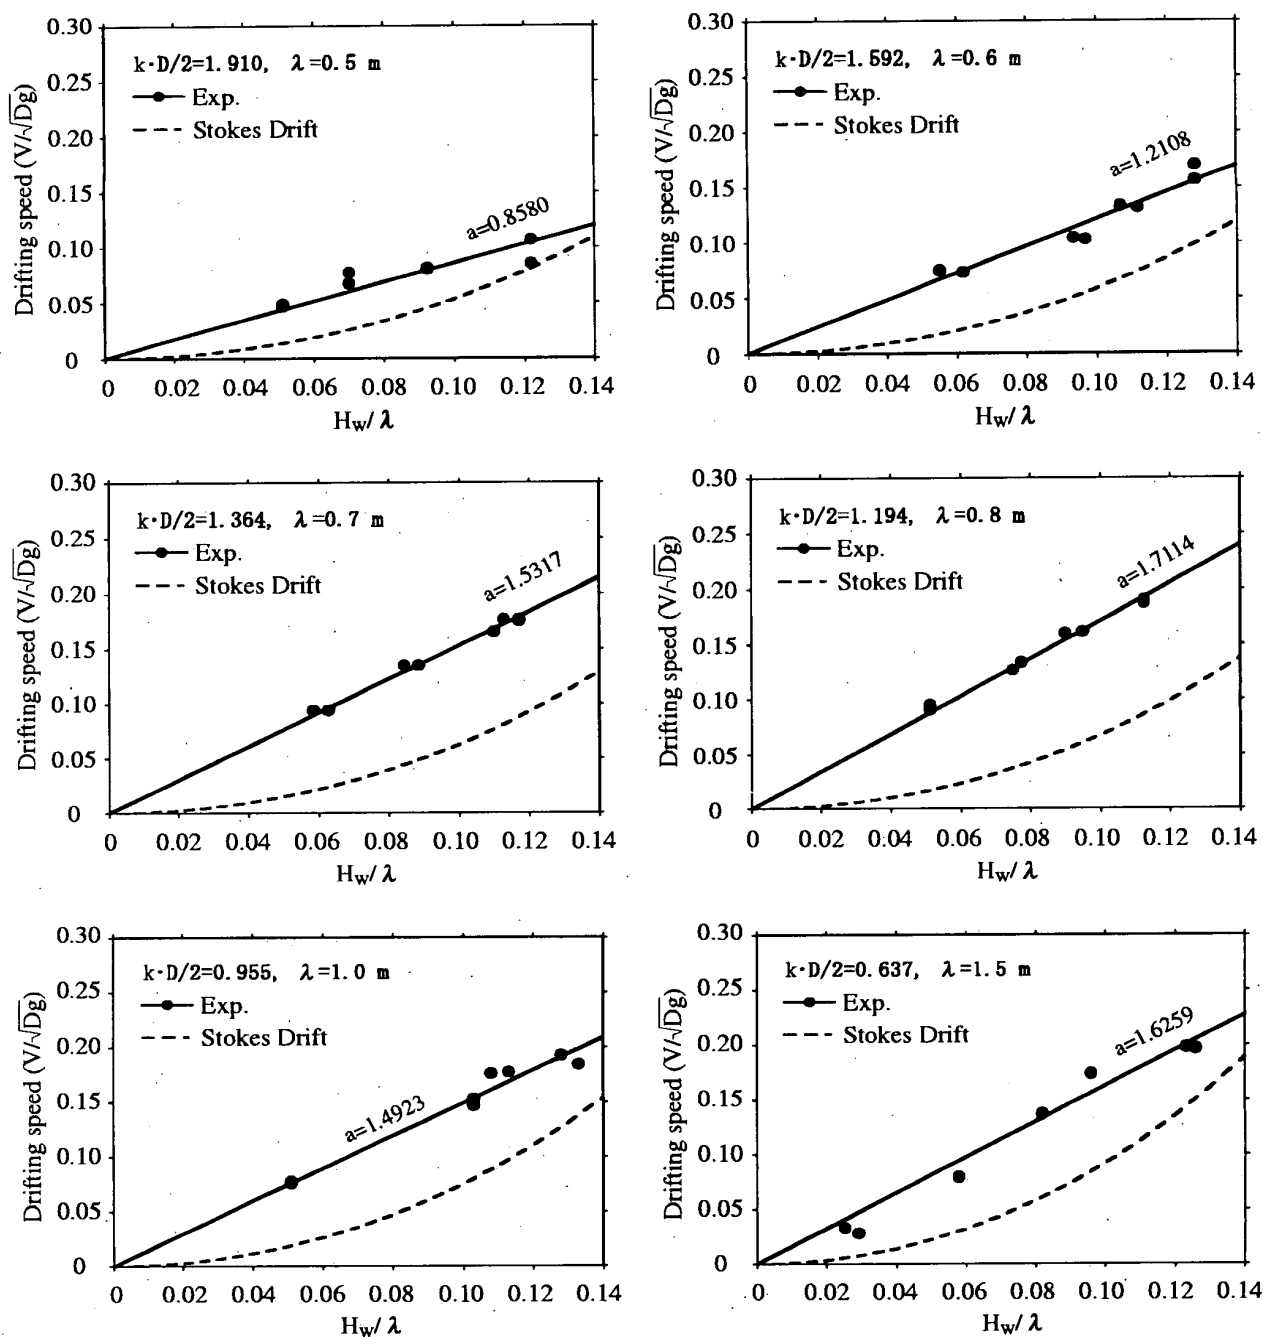 k·D/2=1.910, λ=0.5 m
Exp.
Stokes Drift
a=0.8580
Drifting speed (V/√Dg)
0.30
0.25
0.20
0.15
0.10
0.05
0
0 0.02 0.04 0.06 0.08 0.10 0.12 0.14
Hw/ λ
k·D/2=1.592, λ=0.6 m
Exp.
Stokes Drift
a=1.2108
Drifting speed (V/√Dg)
0.30
0.25
0.20
0.15
0.10
0.05
0
0 0.02 0.04 0.06 0.08 0.10 0.12 0.14
Hw/ λ
k·D/2=1.364, λ=0.7 m
Exp.
Stokes Drift
a=1.5317
Drifting speed (V/√Dg)
0.30
0.25
0.20
0.15
0.10
0.05
0
0 0.02 0.04 0.06 0.08 0.10 0.12 0.14
Hw/ λ
k·D/2=1.194, λ=0.8 m
Exp.
Stokes Drift
a=1.7114
Drifting speed (V/√Dg)
0.30
0.25
0.20
0.15
0.10
0.05
0
0 0.02 0.04 0.06 0.08 0.10 0.12 0.14
Hw/ λ
k·D/2=0.955, λ=1.0 m
Exp.
Stokes Drift
a=1.4923
Drifting speed (V/√Dg)
0.30
0.25
0.20
0.15
0.10
0.05
0
0 0.02 0.04 0.06 0.08 0.10 0.12 0.14
Hw/ λ
k·D/2=0.637, λ=1.5 m
Exp.
Stokes Drift
a=1.6259
Drifting speed (V/√Dg)
0.30
0.25
0.20
0.15
0.10
0.05
0
0 0.02 0.04 0.06 0.08 0.10 0.12 0.14
Hw/ λ